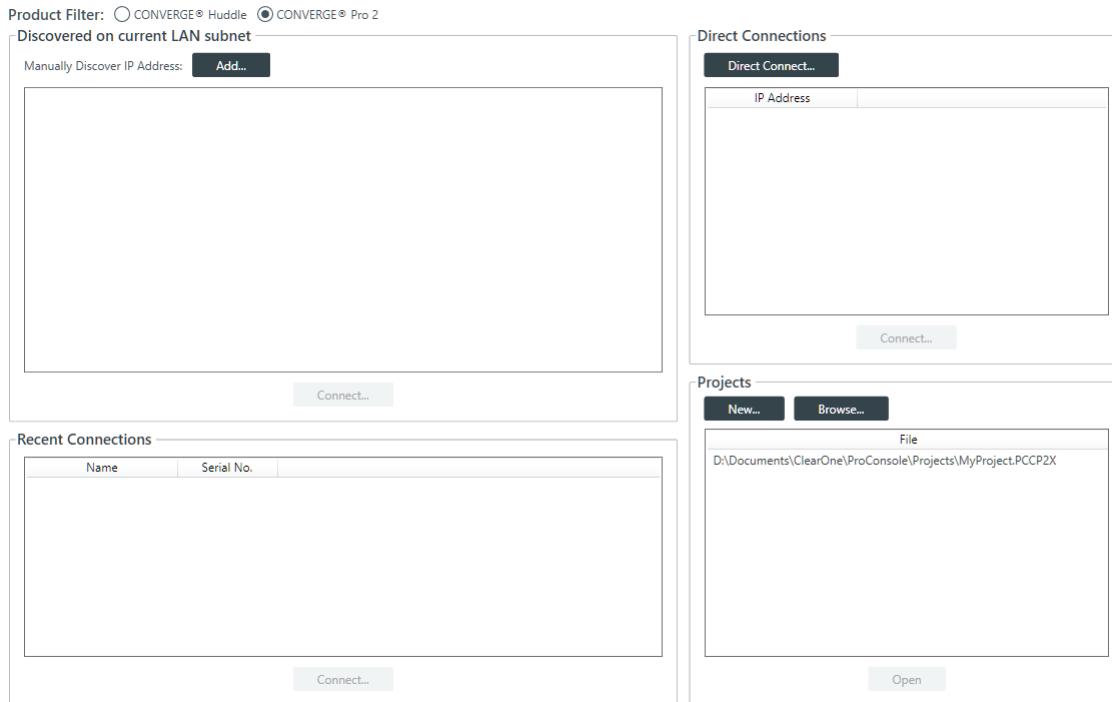 Product Filter: CONVERGE® Huddle CONVERGE® Pro 2
Discovered on current LAN subnet
Manually Discover IP Address: Add...
Connect...
Recent Connections
Name Serial No.
Connect...
Direct Connections
Direct Connect...
IP Address
Connect...
Projects
New... Browse...
File
D:\Documents\ClearOne\ProConsole\Projects\MyProject.PCCP2X
Open